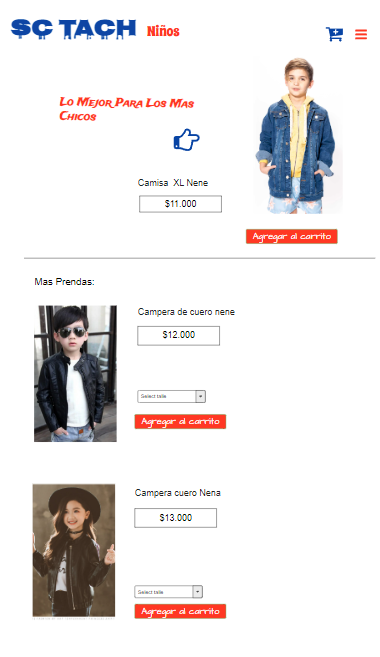 SC TACH Niños
Lo Mejor Para Los Mas
Chicos
Camisa XL Nene
$11.000
Agregar al carrito
Mas Prendas:
Campera de cuero nene
$12.000
Select talle
Agregar al carrito
Campera cuero Nena
$13.000
Select talle
Agregar al carrito